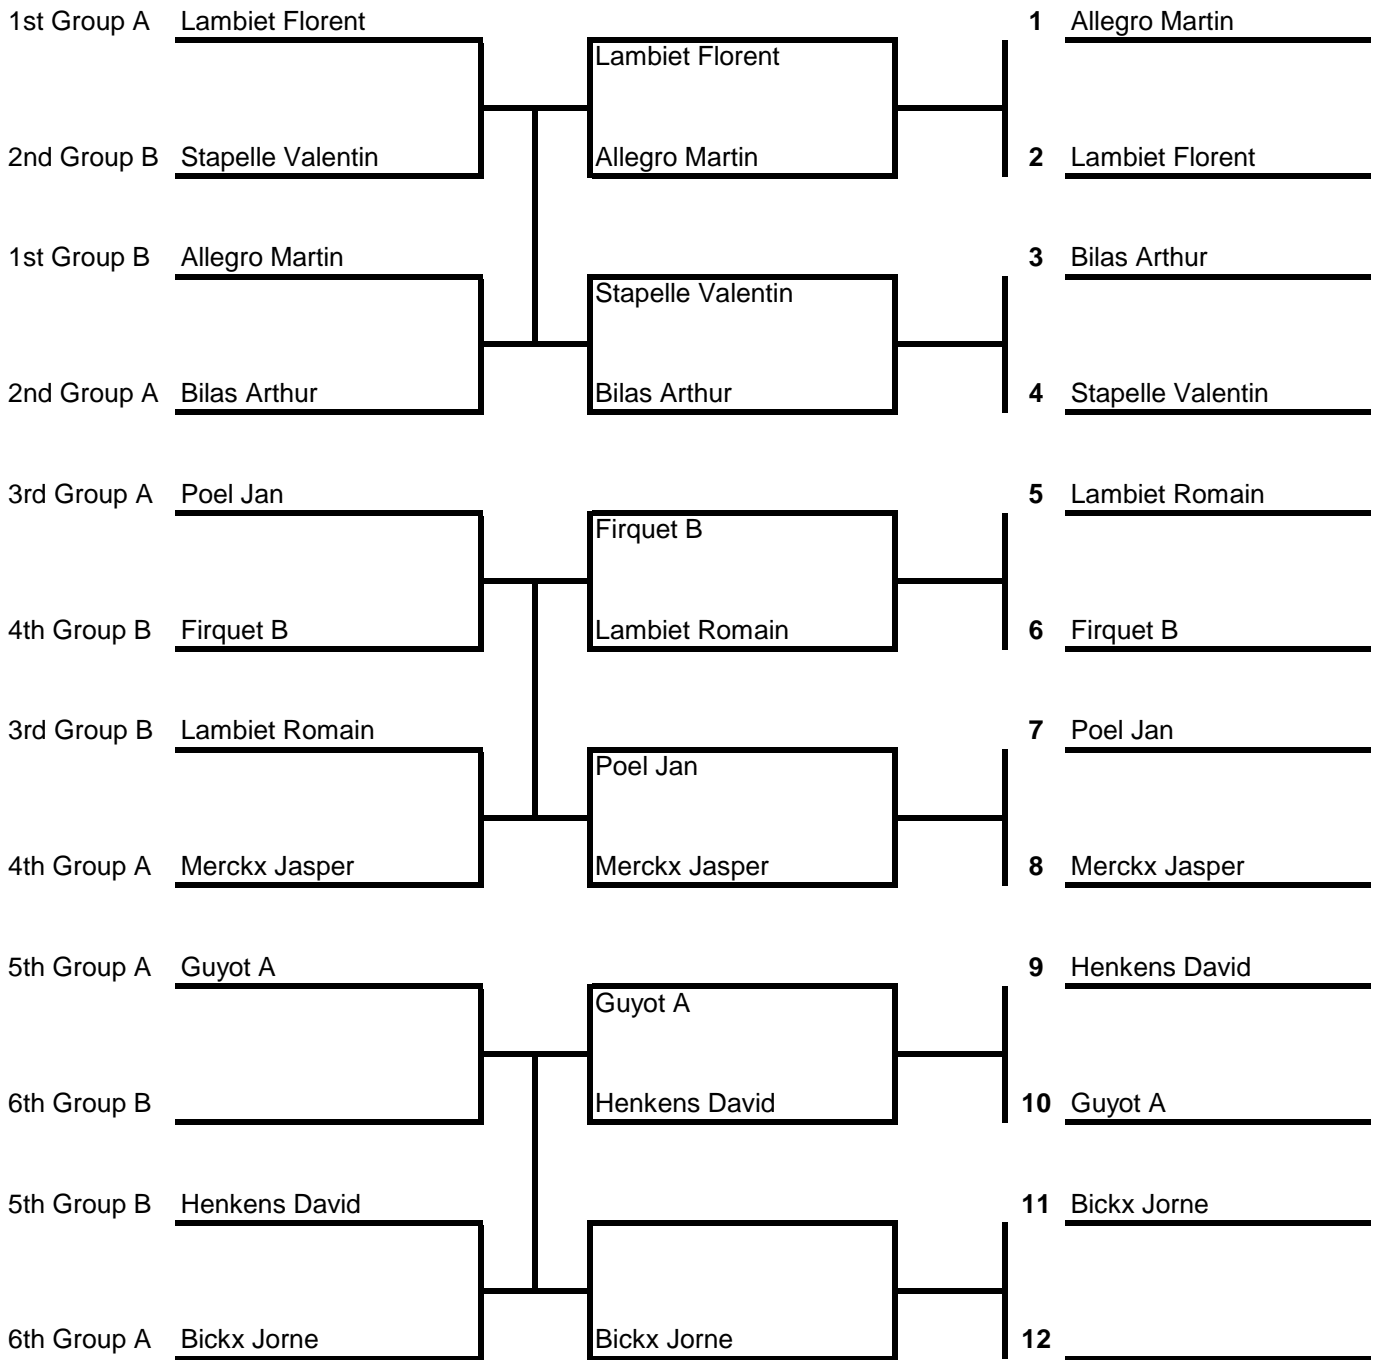 1st Group A Lambiet Florent 1 Allegro Martin
Lambiet Florent
2nd Group B Stapelle Valentin Allegro Martin 2 Lambiet Florent
1st Group B Allegro Martin 3 Bilas Arthur
Stapelle Valentin
2nd Group A Bilas Arthur Bilas Arthur 4 Stapelle Valentin
3rd Group A Poel Jan 5 Lambiet Romain
Firquet B
4th Group B Firquet B Lambiet Romain 6 Firquet B
3rd Group B Lambiet Romain 7 Poel Jan
Poel Jan
4th Group A Merckx Jasper Merckx Jasper 8 Merckx Jasper
5th Group A Guyot A 9 Henkens David
Guyot A
6th Group B Henkens David 10 Guyot A
5th Group B Henkens David 11 Bickx Jorne
6th Group A Bickx Jorne Bickx Jorne 12